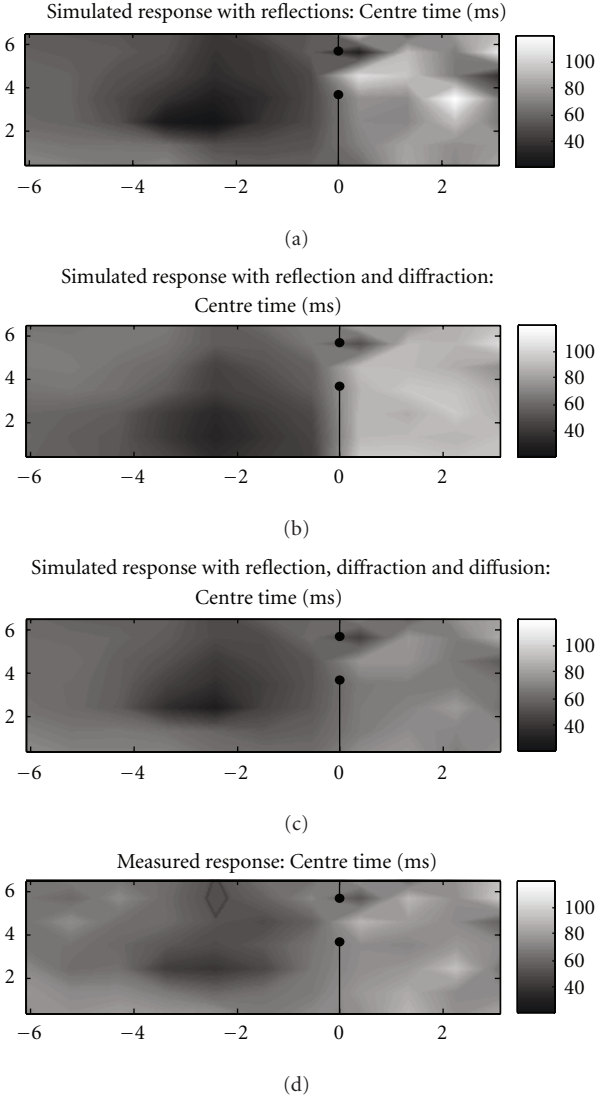 Simulated response with reflections: Centre time (ms)
6
4
2
100
80
60
40
−6 −4 −2 0 2
(a)
Simulated response with reflection and diffraction:
Centre time (ms)
6
4
2
100
80
60
40
−6 −4 −2 0 2
(b)
Simulated response with reflection, diffraction and diffusion:
Centre time (ms)
6
4
2
100
80
60
40
−6 −4 −2 0 2
(c)
Measured response: Centre time (ms)
6
4
2
100
80
60
40
−6 −4 −2 0 2
(d)